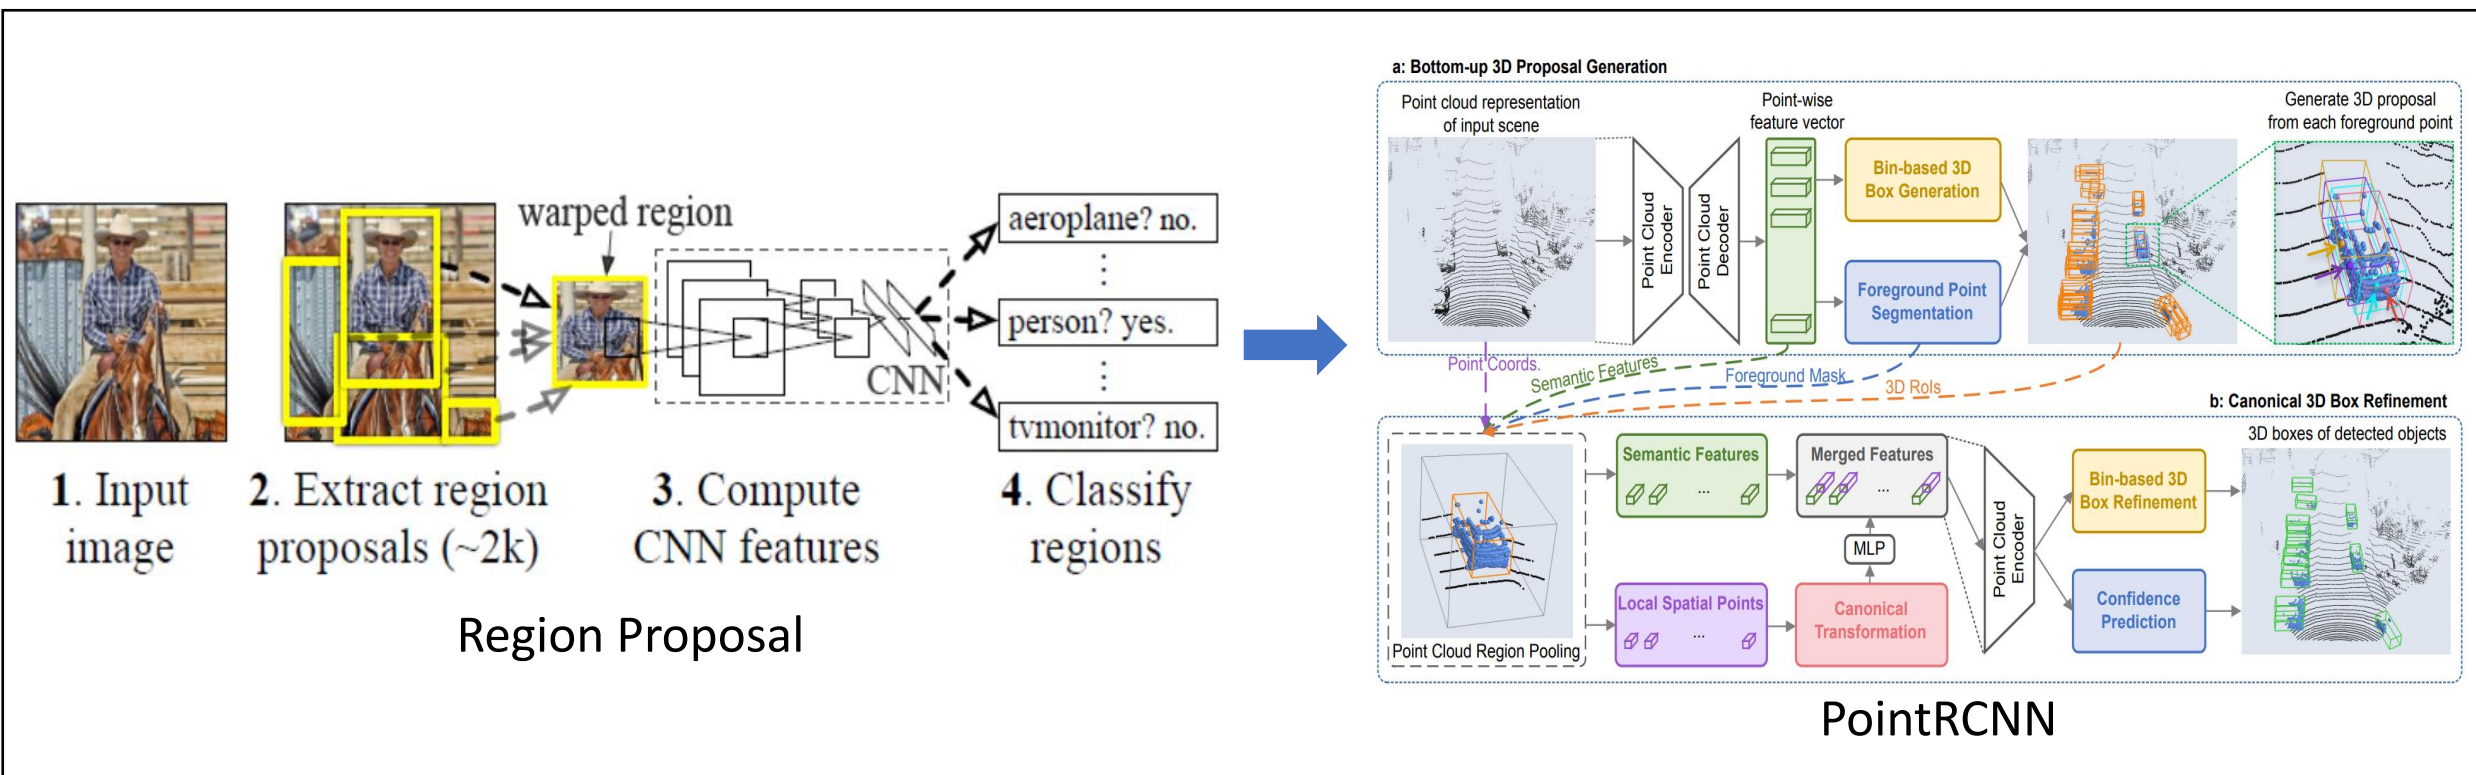 warped region
aeroplane? no.
person? yes.
tvmonitor? no.
CNN
1. Input
image
2. Extract region
proposals (~2k)
3. Compute
CNN features
4. Classify
regions
Region Proposal
a: Bottom-up 3D Proposal Generation
Point cloud representation
of input scene
Point Cloud
Encoder
Point Cloud
Decoder
Point-wise
feature vector
Bin-based 3D
Box Generation
Foreground Point
Segmentation
Generate 3D proposal
from each foreground point
Point Coords.
Semantic Features
Foreground Mask
3D RoIs
b: Canonical 3D Box Refinement
Point Cloud Region Pooling
Semantic Features
...
Merged Features
...
MLP
Local Spatial Points
...
Canonical
Transformation
Point Cloud
Encoder
Bin-based 3D
Box Refinement
Confidence
Prediction
3D boxes of detected objects
PointRCNN